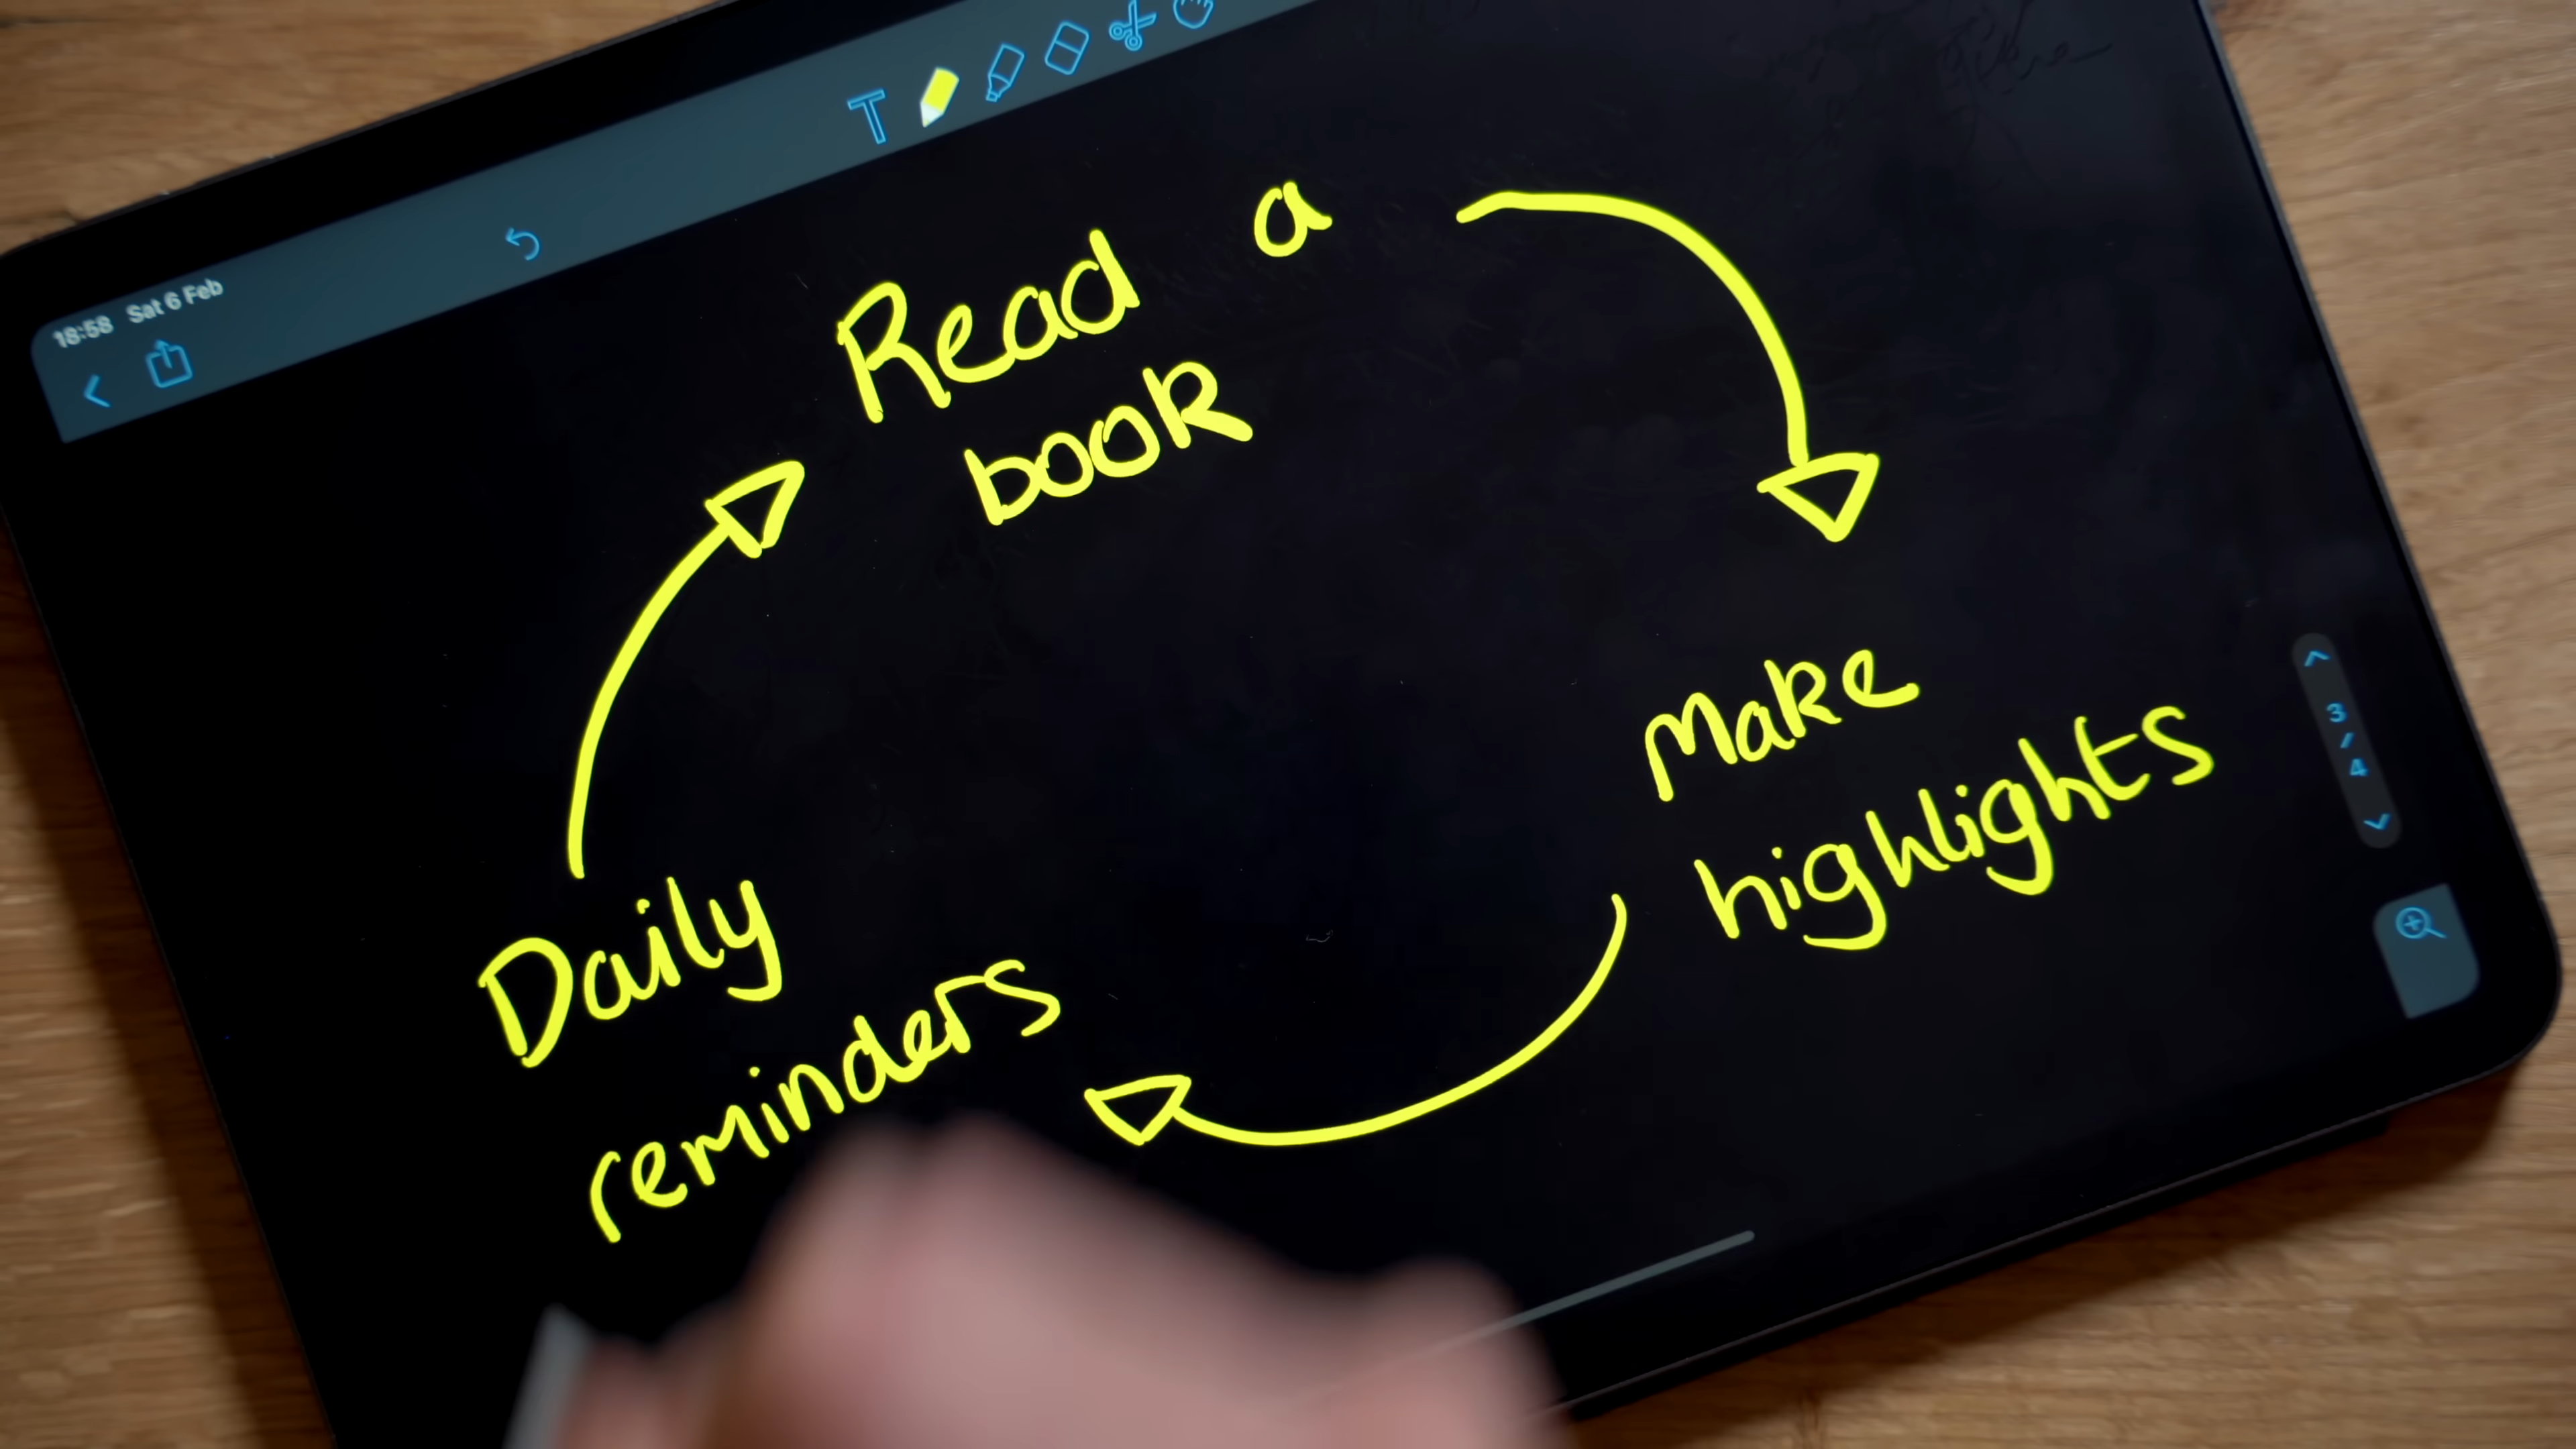 18:58 Sat 6 Feb
T
Read a
book
Make
highlights
3/4
Daily
reminders